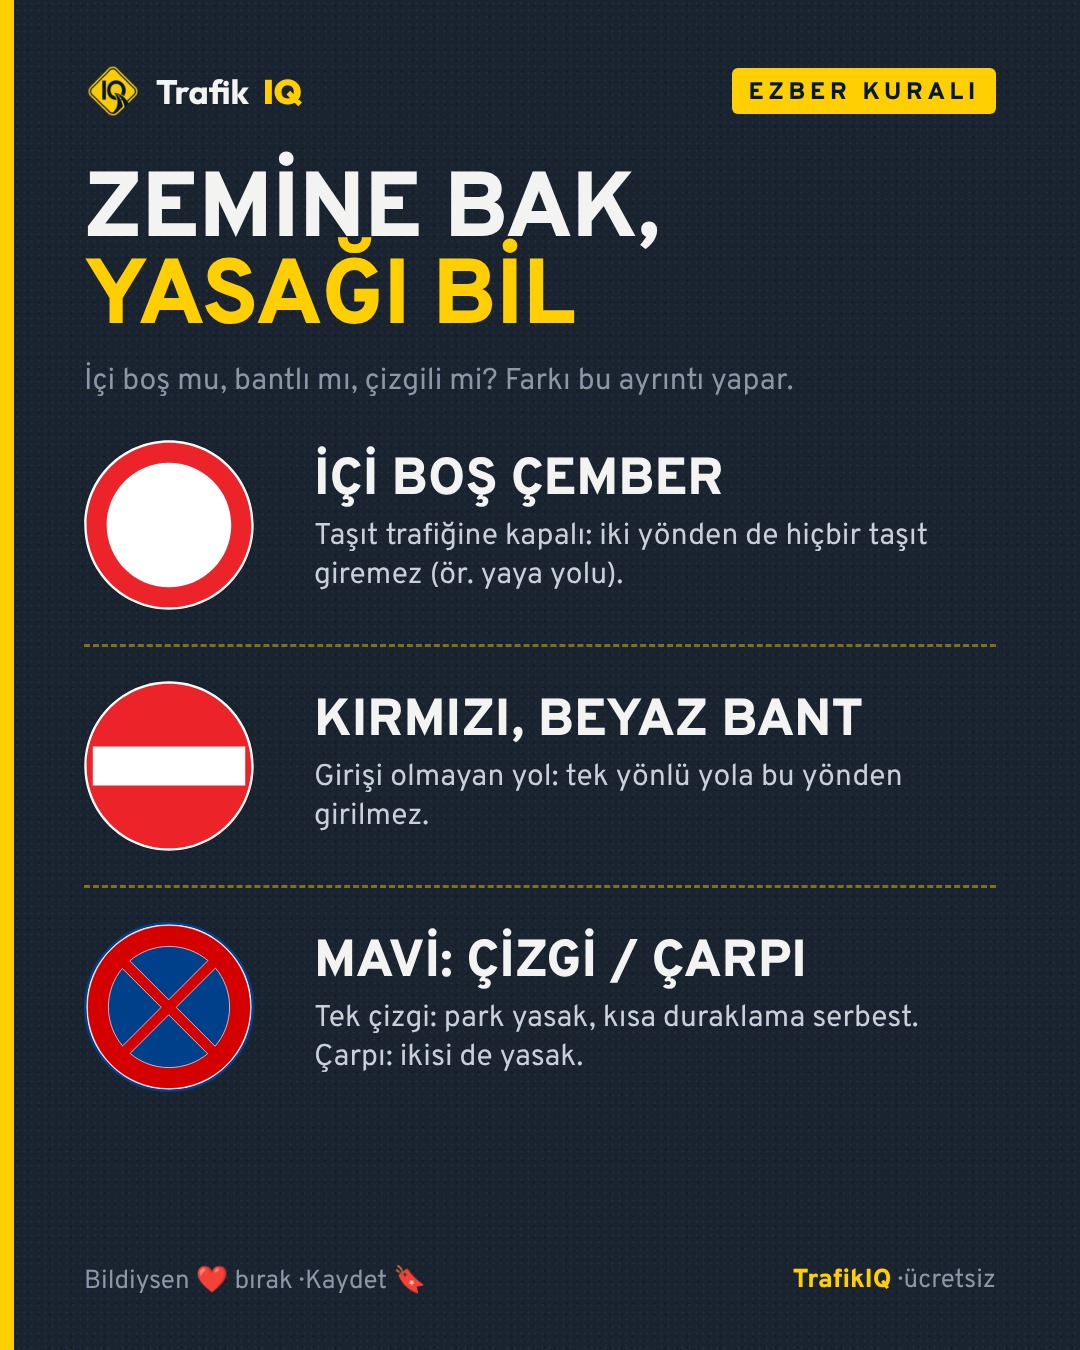 IQ Trafik IQ
EZBER KURALI
ZEMİNE BAK,
YASAĞI BİL
İçi boş mu, bantlı mı, çizgili mi? Farkı bu ayrıntı yapar.
İÇİ BOŞ ÇEMBER
Taşıt trafiğine kapalı: iki yönden de hiçbir taşıt
giremez (ör. yaya yolu).
KIRMIZI, BEYAZ BANT
Girişi olmayan yol: tek yönlü yola bu yönden
girilmez.
MAVİ: ÇİZGİ / ÇARPI
Tek çizgi: park yasak, kısa duraklama serbest.
Çarpı: ikisi de yasak.
Bildiysen ❤️ bırak ·Kaydet 🔖
TrafikIQ ·ücretsiz